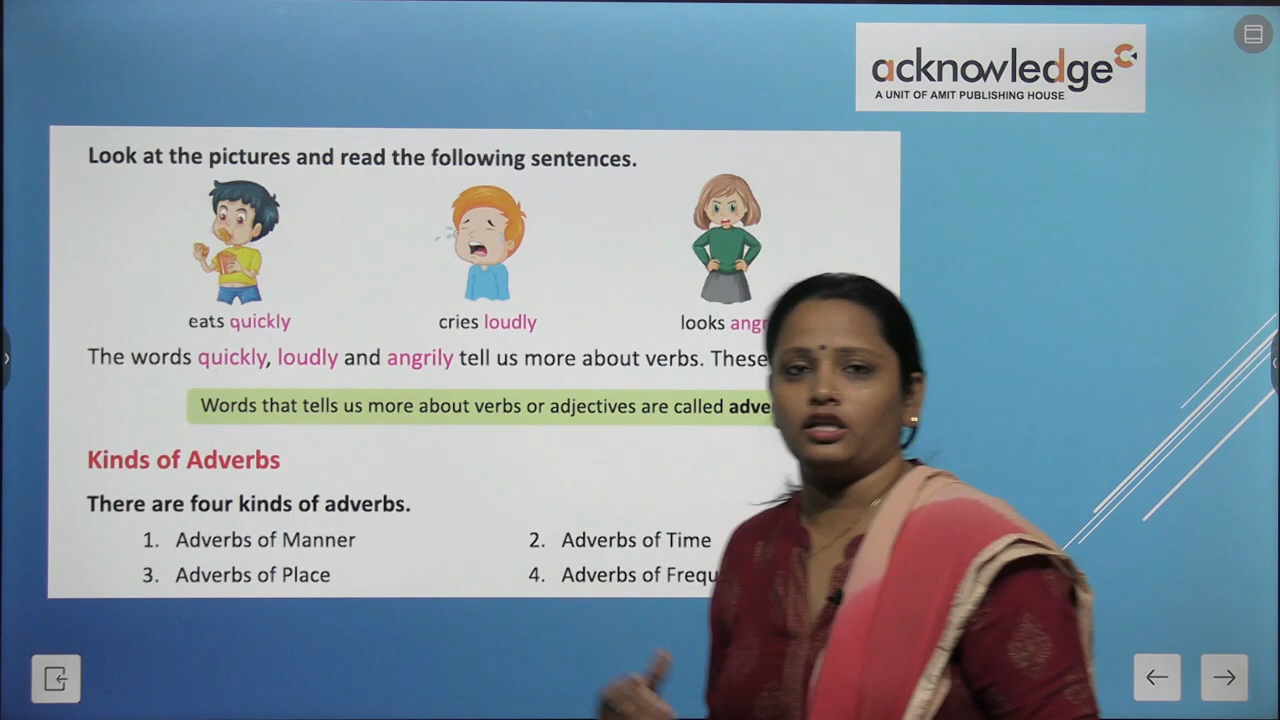 acknowledge
A UNIT OF AMIT PUBLISHING HOUSE
Look at the pictures and read the following sentences.
eats quickly
cries loudly
looks angr
The words quickly, loudly and angrily tell us more about verbs. These
Words that tells us more about verbs or adjectives are called adve
Kinds of Adverbs
There are four kinds of adverbs.
1. Adverbs of Manner
2. Adverbs of Time
3. Adverbs of Place
4. Adverbs of Frequ